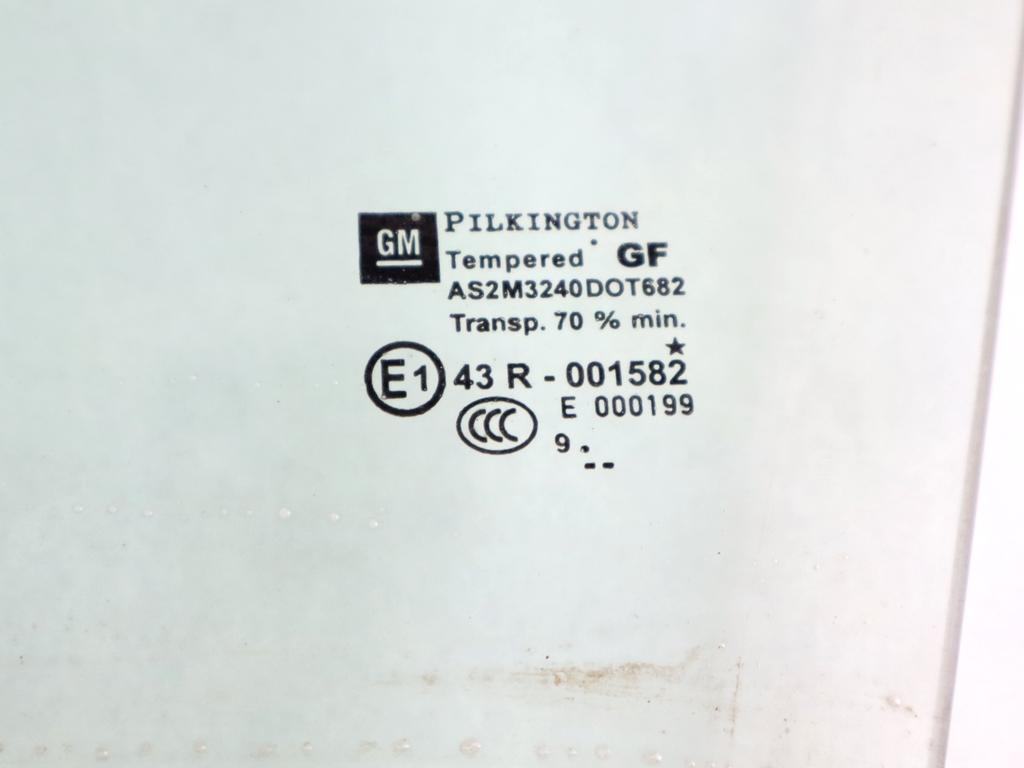 GM
PILKINGTON
Tempered GF
AS2M3240DOT682
Transp. 70 % min.
★
E1 43 R - 001582
CCC E 000199
9 .
--